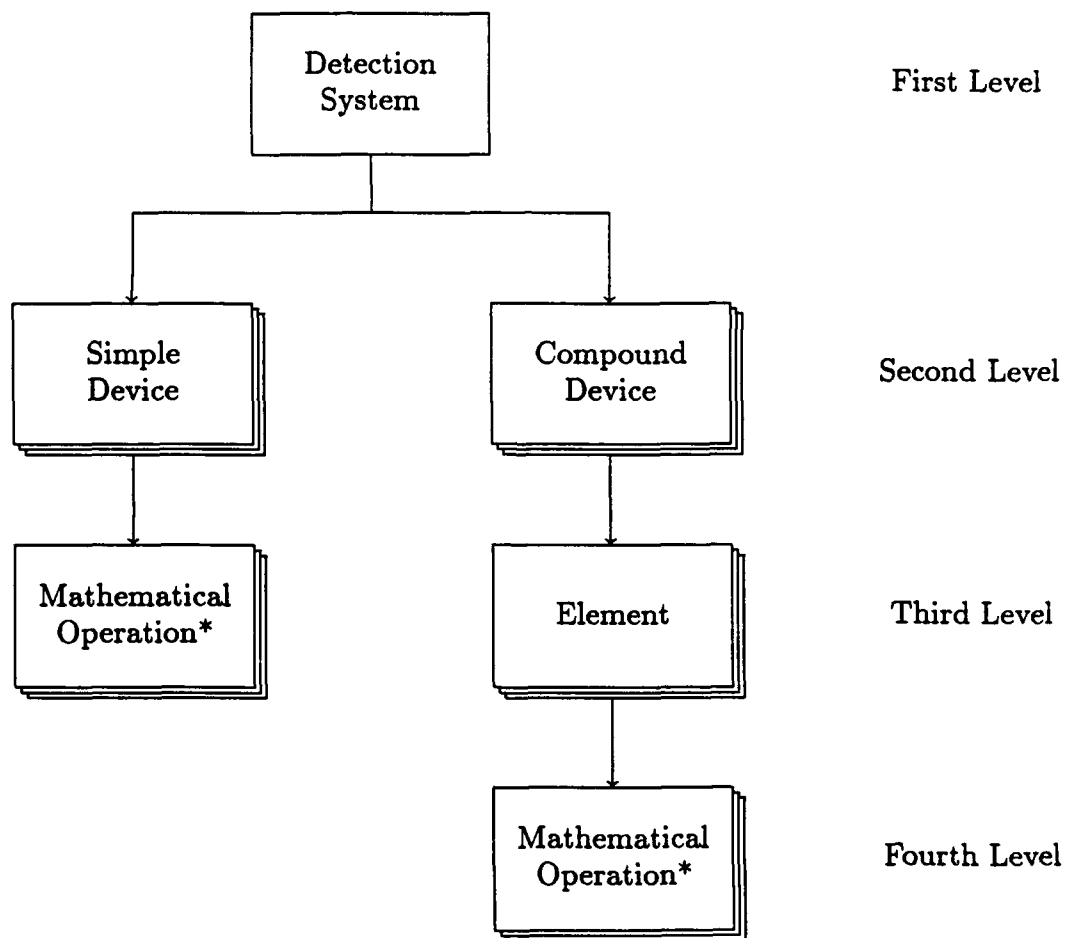 Detection
System
First Level
Simple
Device
Compound
Device
Second Level
Mathematical
Operation*
Element
Third Level
Mathematical
Operation*
Fourth Level